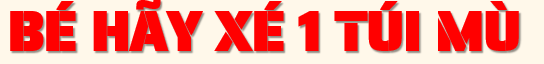 BÉ HÃY XÉ 1 TÚI MÙ